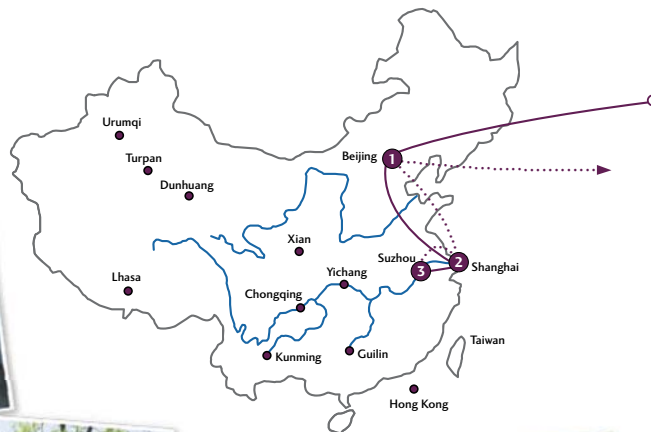 Urumqi
Turpan
Dunhuang
Beijing
1
Xian
Suzhou
2
Shanghai
3
Lhasa
Yichang
Chongqing
Kunming
Guilin
Taiwan
Hong Kong